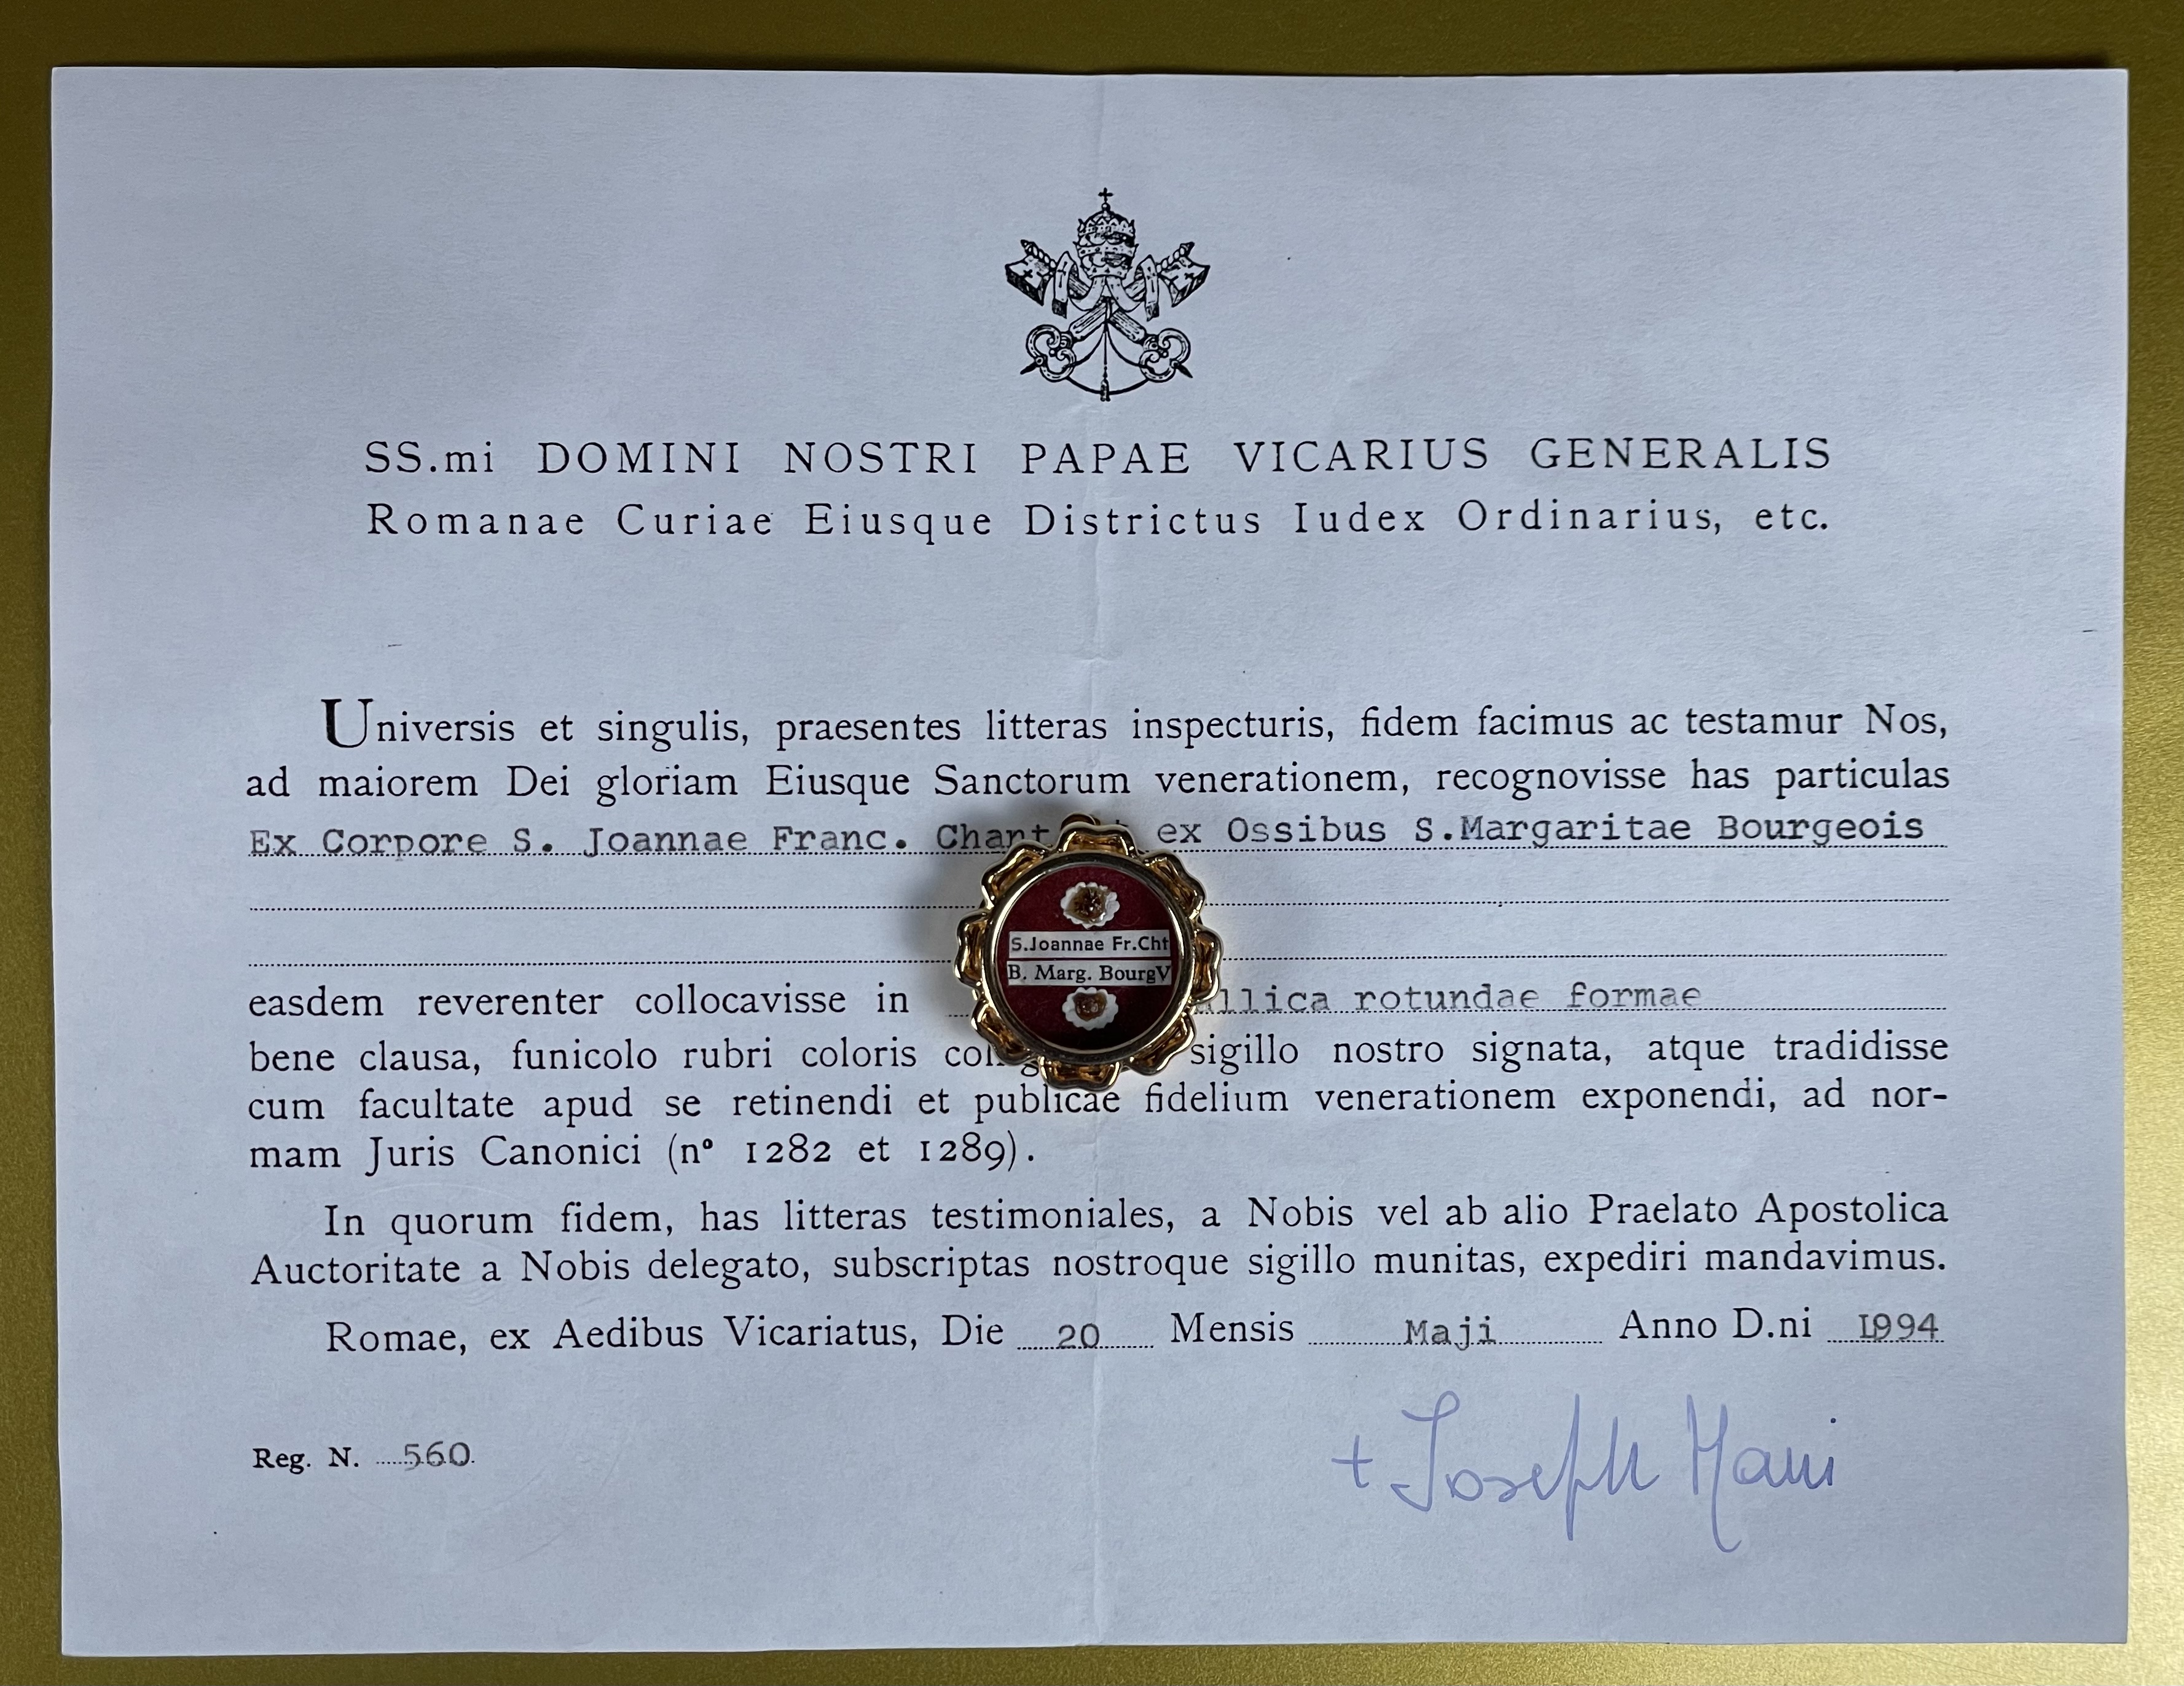 SS.mi DOMINI NOSTRI PAPAE VICARIUS GENERALIS
Romanae Curiae Eiusque Districtus Iudex Ordinarius, etc.
Universis et singulis, praesentes litteras inspecturis, fidem facimus ac testamur Nos,
ad maiorem Dei gloriam Eiusque Sanctorum venerationem, recognovisse has particulas
Ex Corpore S. Joannae Franc. ex Ossibus S.Margaritae Bourgeois
S.Joannae Fr.Cht
B. Marg. BourgV
easdem reverenter collocavisse in rotundae formae
bene clausa, funicolo rubri coloris sigillo nostro signata, atque tradidisse
cum facultate apud se retinendi et publicae fidelium venerationem exponendi, ad nor-
mam Juris Canonici (nº 1282 et 1289).
In quorum fidem, has litteras testimoniales, a Nobis vel ab alio Praelato Apostolica
Auctoritate a Nobis delegato, subscriptas nostroque sigillo munitas, expediri mandavimus.
Romae, ex Aedibus Vicariatus, Die 20 Mensis Maji Anno D.ni 1994
Reg. N. 560
+ Joseph